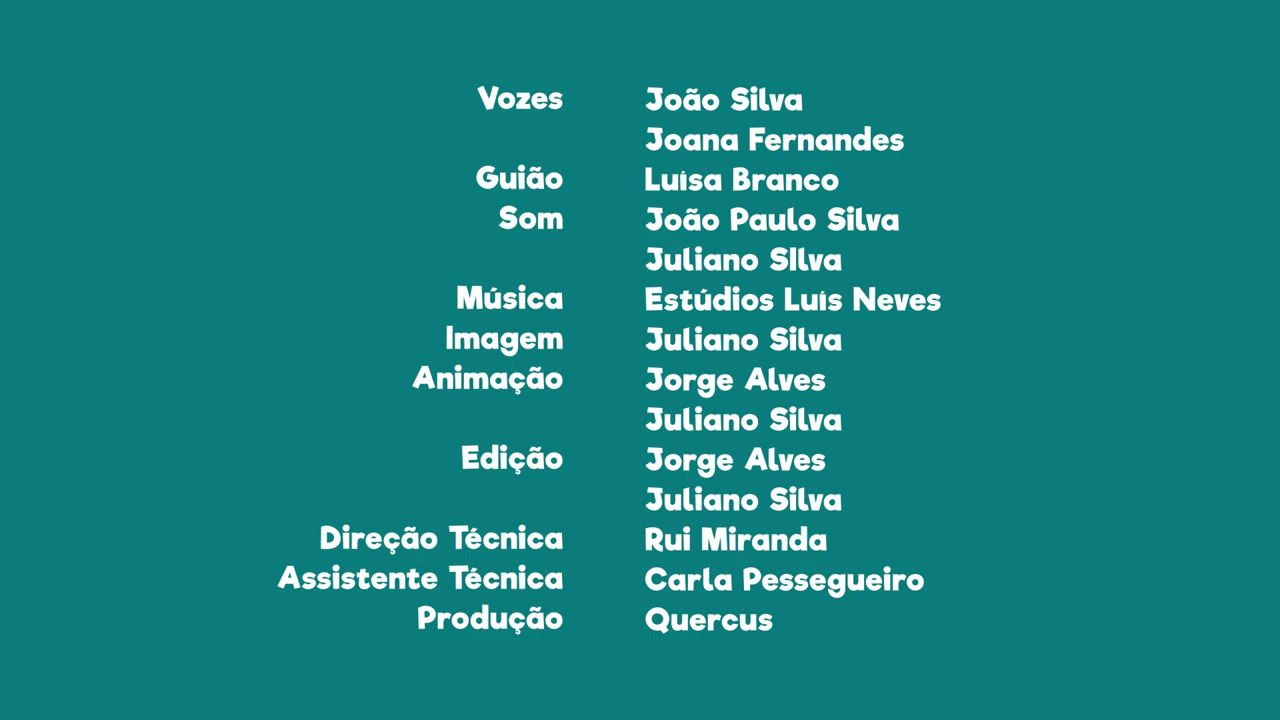 Vozes João Silva
Joana Fernandes
Guião Luísa Branco
Som João Paulo Silva
Juliano SIlva
Música Estúdios Luís Neves
Imagem Juliano Silva
Animação Jorge Alves
Juliano Silva
Edição Jorge Alves
Juliano Silva
Direção Técnica Rui Miranda
Assistente Técnica Carla Pessegueiro
Produção Quercus